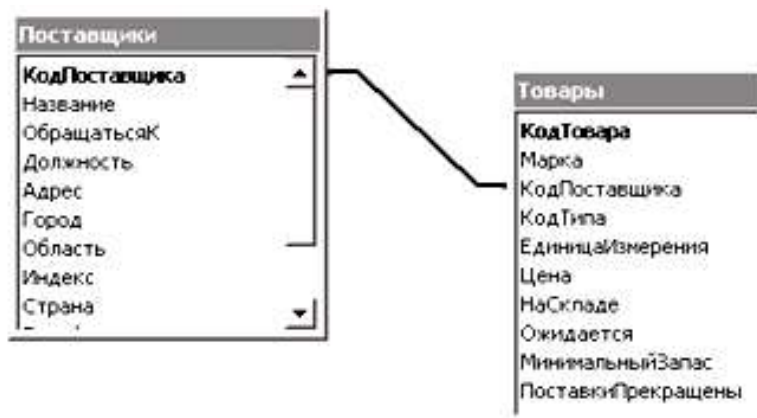 Поставщики
КодПоставщика
Название
ОбращатьсяК
Должность
Адрес
Город
Область
Индекс
Страна
Товары
КодТовара
Марка
КодПоставщика
КодТипа
ЕдиницаИзмерения
Цена
НаСкладе
Ожидается
МинимальныйЗапас
ПоставкиПрекращены